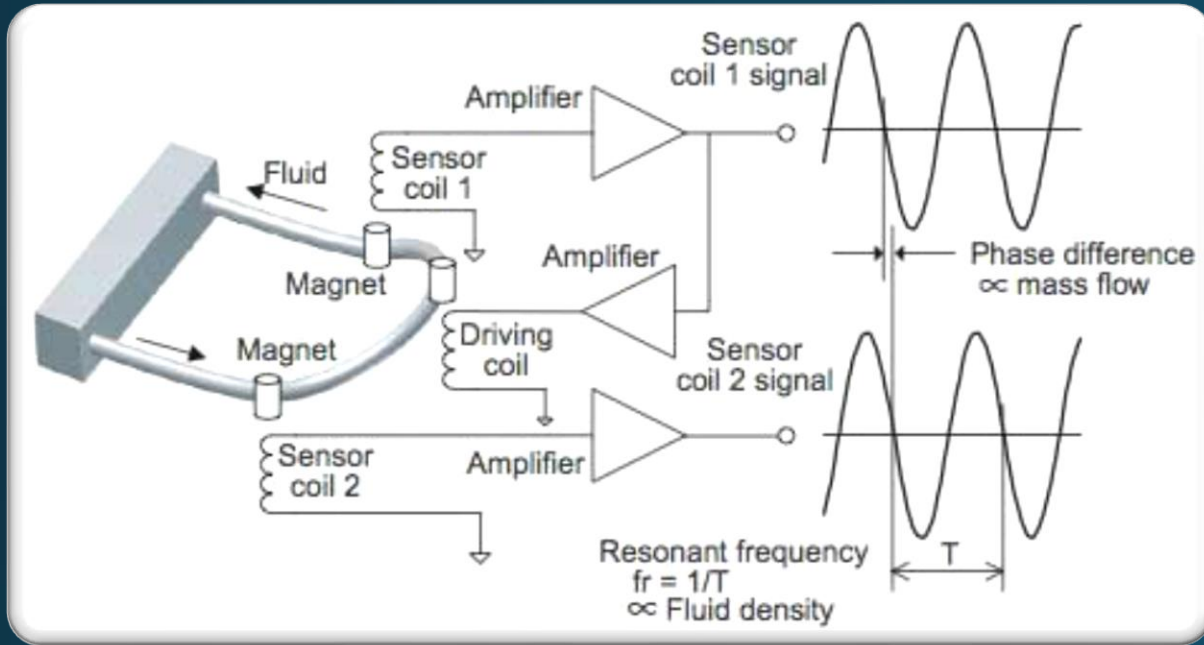 Sensor
coil 1 signal
Amplifier
Sensor
coil 1
Fluid
Amplifier
Phase difference
∝ mass flow
Magnet
Magnet
Driving
coil
Sensor
coil 2 signal
Sensor
coil 2
Amplifier
Resonant frequency
fr = 1/T
∝ Fluid density
T